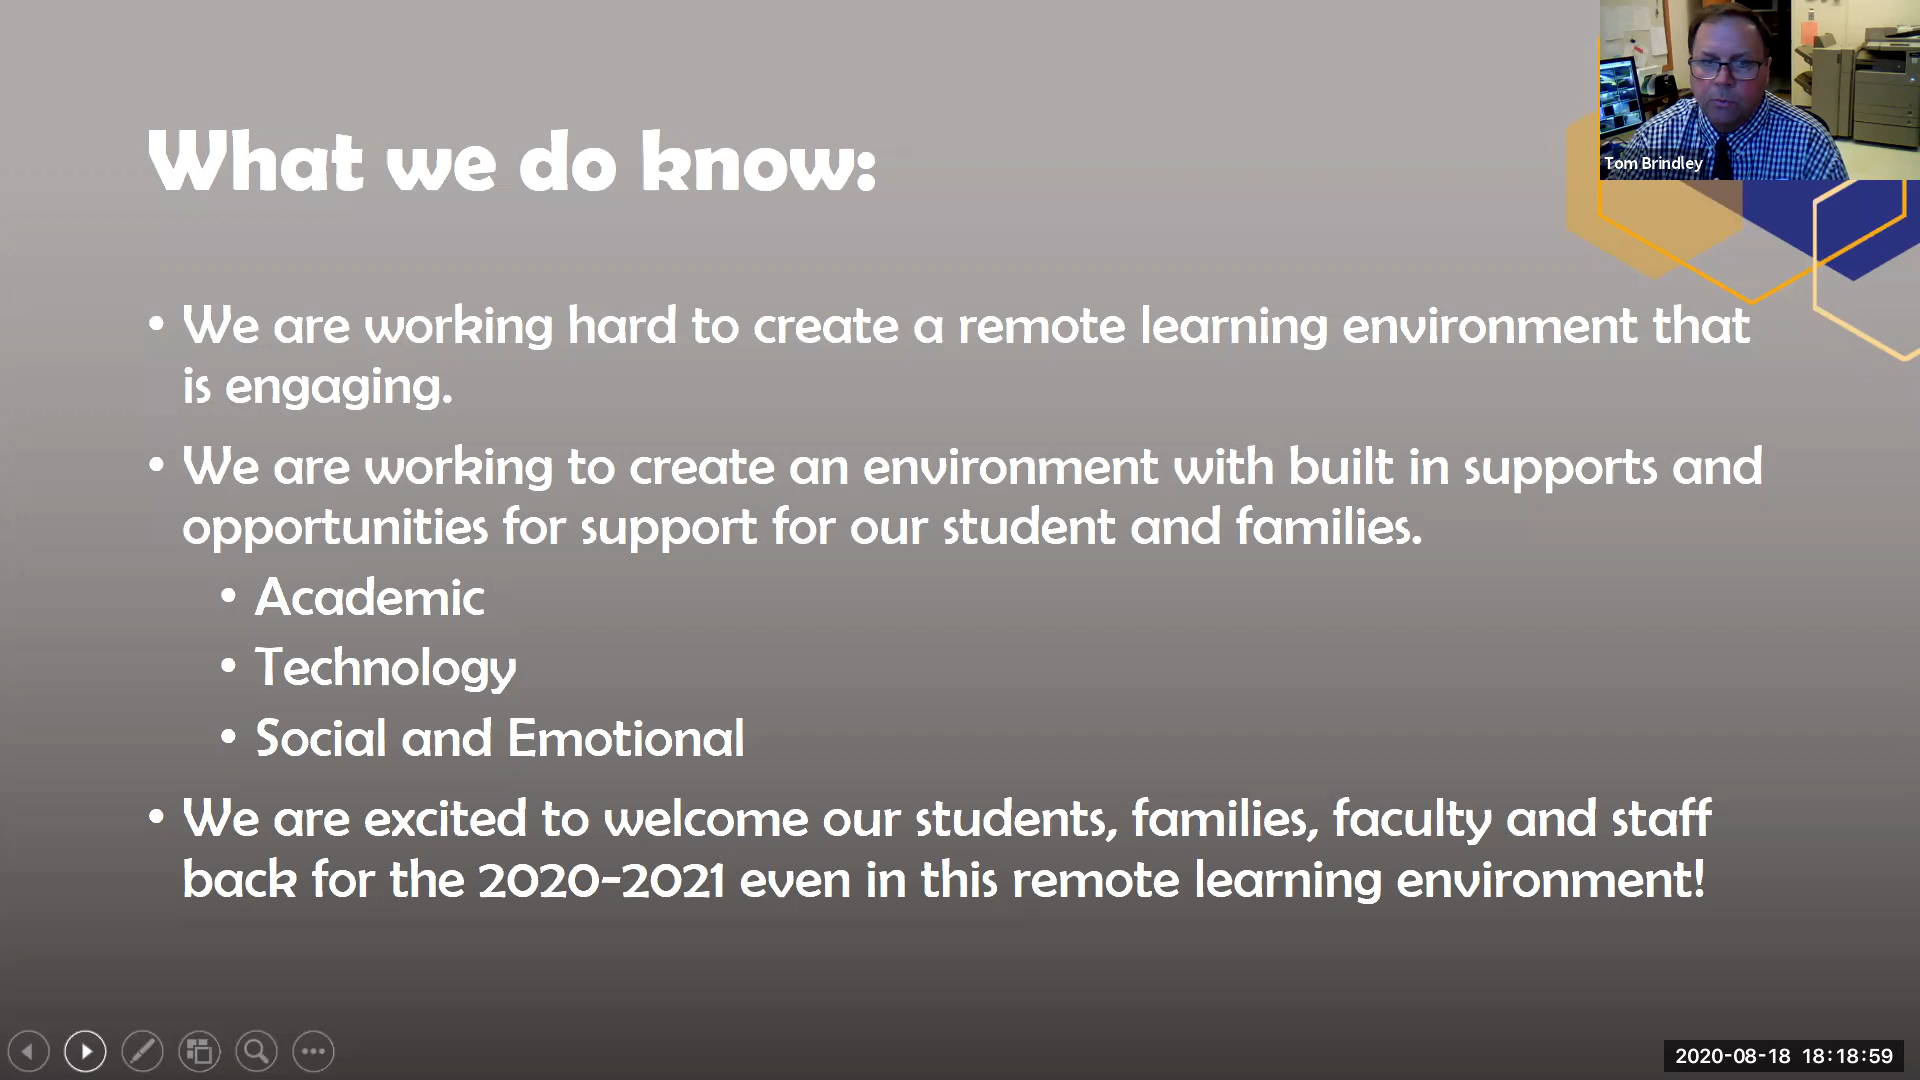 Tom Brindley
What we do know:
• We are working hard to create a remote learning environment that
is engaging.
• We are working to create an environment with built in supports and
opportunities for support for our student and families.
• Academic
• Technology
• Social and Emotional
• We are excited to welcome our students, families, faculty and staff
back for the 2020-2021 even in this remote learning environment!
2020-08-18 18:18:59